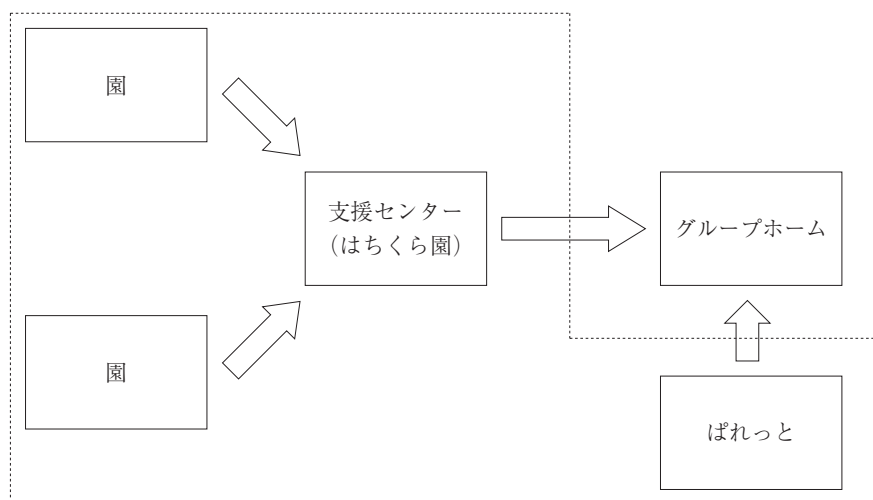 園
支援センター
（はちくら園）
グループホーム
園
ぱれっと